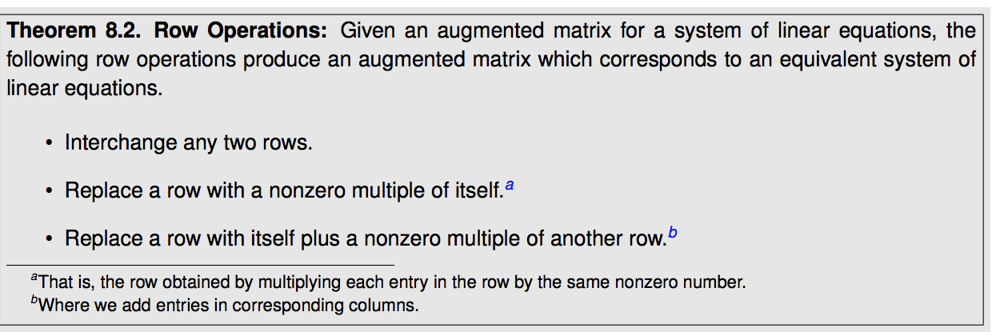 Theorem 8.2. Row Operations: Given an augmented matrix for a system of linear equations, the
following row operations produce an augmented matrix which corresponds to an equivalent system of
linear equations.
• Interchange any two rows.
• Replace a row with a nonzero multiple of itself.a
• Replace a row with itself plus a nonzero multiple of another row.b
aThat is, the row obtained by multiplying each entry in the row by the same nonzero number.
bWhere we add entries in corresponding columns.